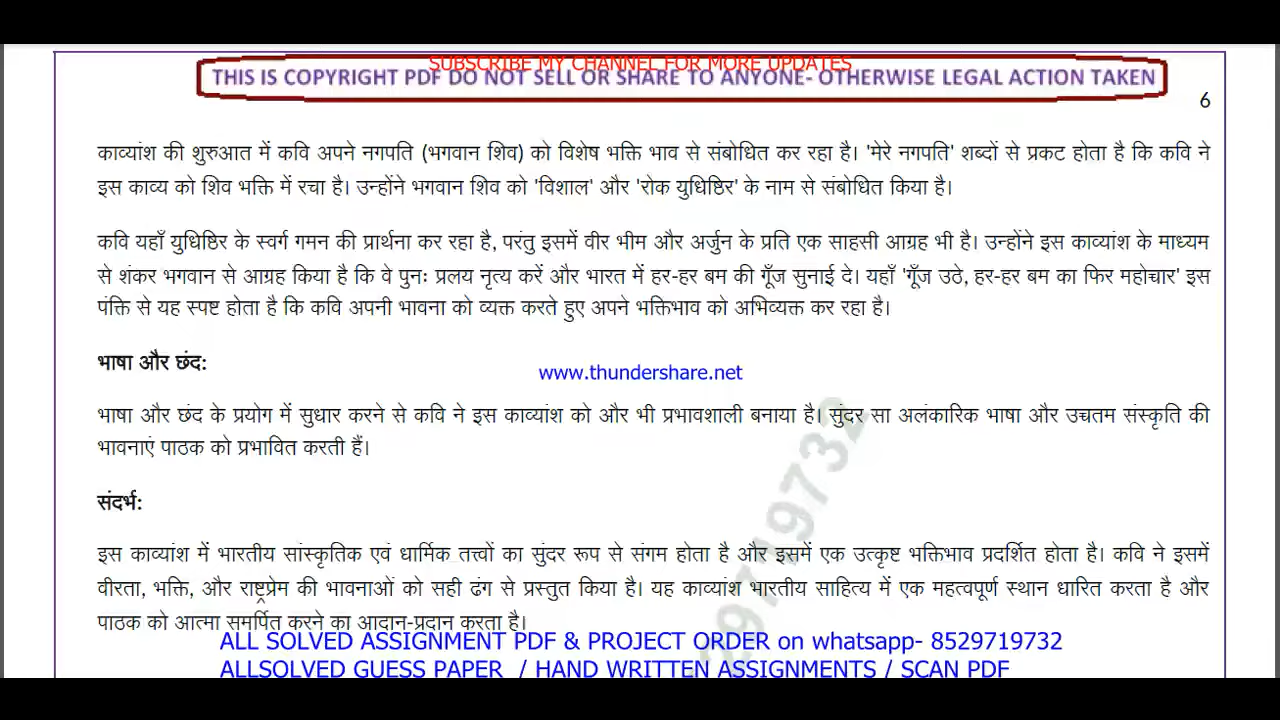 SUBSCRIBE MY CHANNEL FOR MORE UPDATES
THIS IS COPYRIGHT PDF DO NOT SELL OR SHARE TO ANYONE- OTHERWISE LEGAL ACTION TAKEN
6
काव्यांश की शुरुआत में कवि अपने नगपति (भगवान शिव) को विशेष भक्ति भाव से संबोधित कर रहा है। 'मेरे नगपति' शब्दों से प्रकट होता है कि कवि ने
इस काव्य को शिव भक्ति में रचा है। उन्होंने भगवान शिव को 'विशाल' और 'रोक युधिष्ठिर' के नाम से संबोधित किया है।
कवि यहाँ युधिष्ठिर के स्वर्ग गमन की प्रार्थना कर रहा है, परंतु इसमें वीर भीम और अर्जुन के प्रति एक साहसी आग्रह भी है। उन्होंने इस काव्यांश के माध्यम
से शंकर भगवान से आग्रह किया है कि वे पुनः प्रलय नृत्य करें और भारत में हर-हर बम की गूँज सुनाई दे। यहाँ 'गूँज उठे, हर-हर बम का फिर महोच्चार' इस
पंक्ति से यह स्पष्ट होता है कि कवि अपनी भावना को व्यक्त करते हुए अपने भक्तिभाव को अभिव्यक्त कर रहा है।
भाषा और छंद:
www.thundershare.net
भाषा और छंद के प्रयोग में सुधार करने से कवि ने इस काव्यांश को और भी प्रभावशाली बनाया है। सुंदर सा अलंकारिक भाषा और उच्चतम संस्कृति की
भावनाएं पाठक को प्रभावित करती हैं।
संदर्भ:
इस काव्यांश में भारतीय सांस्कृतिक एवं धार्मिक तत्त्वों का सुंदर रूप से संगम होता है और इसमें एक उत्कृष्ट भक्तिभाव प्रदर्शित होता है। कवि ने इसमें
वीरता, भक्ति, और राष्ट्रप्रेम की भावनाओं को सही ढंग से प्रस्तुत किया है। यह काव्यांश भारतीय साहित्य में एक महत्वपूर्ण स्थान धारित करता है और
पाठक को आत्मा समर्पित करने का आदान-प्रदान करता है।
29719732
ALL SOLVED ASSIGNMENT PDF & PROJECT ORDER on whatsapp- 8529719732
ALLSOLVED GUESS PAPER / HAND WRITTEN ASSIGNMENTS / SCAN PDF